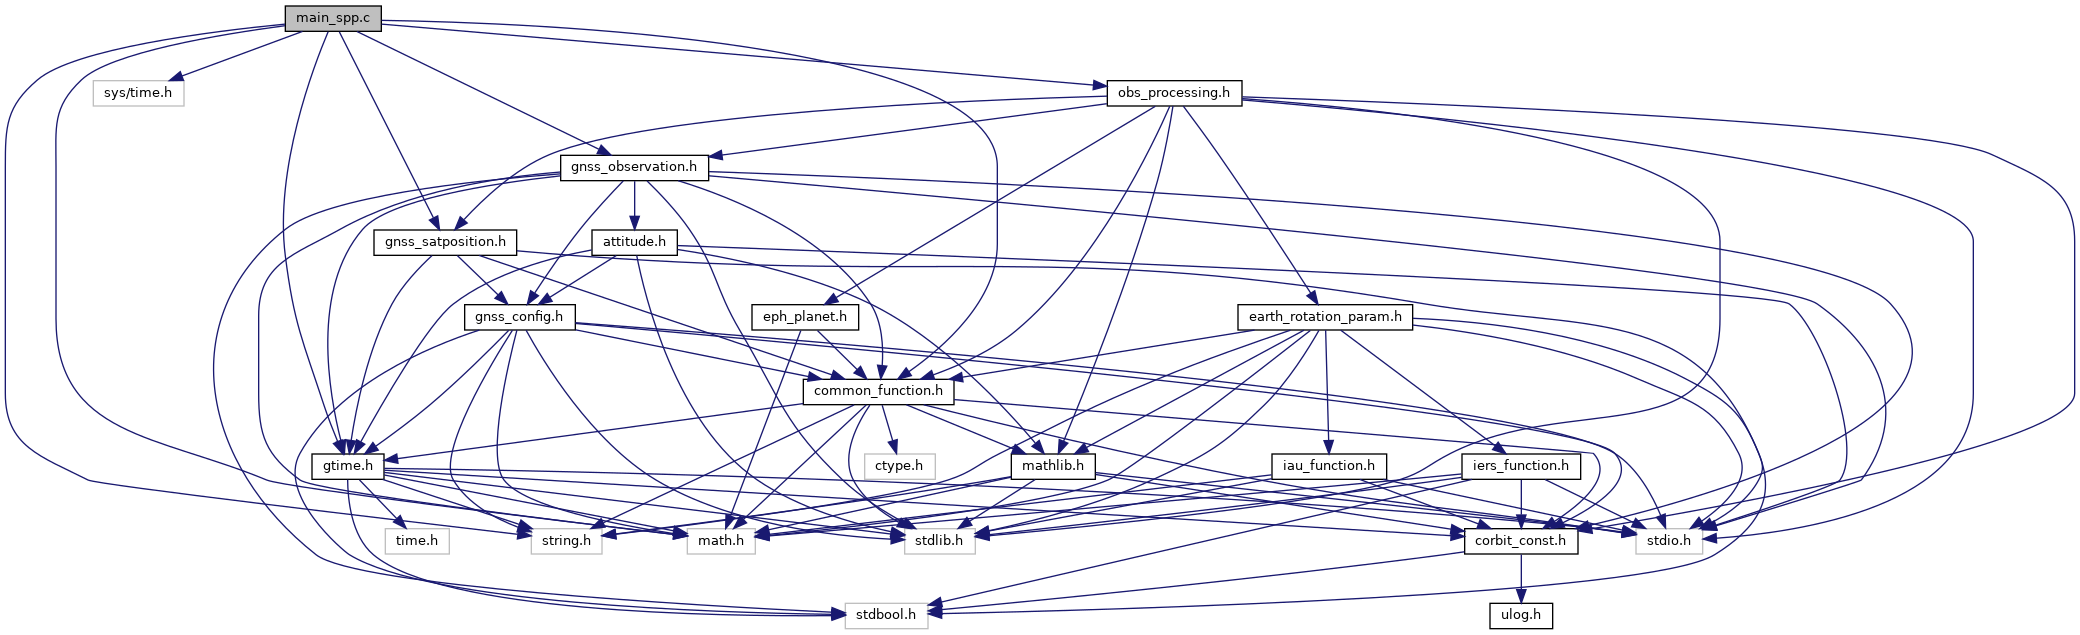 main_spp.c
sys/time.h
obs_processing.h
gnss_observation.h
gnss_satposition.h
attitude.h
gnss_config.h
eph_planet.h
earth_rotation_param.h
common_function.h
gtime.h
ctype.h
mathlib.h
iau_function.h
iers_function.h
time.h
string.h
math.h
stdlib.h
corbit_const.h
stdio.h
stdbool.h
ulog.h